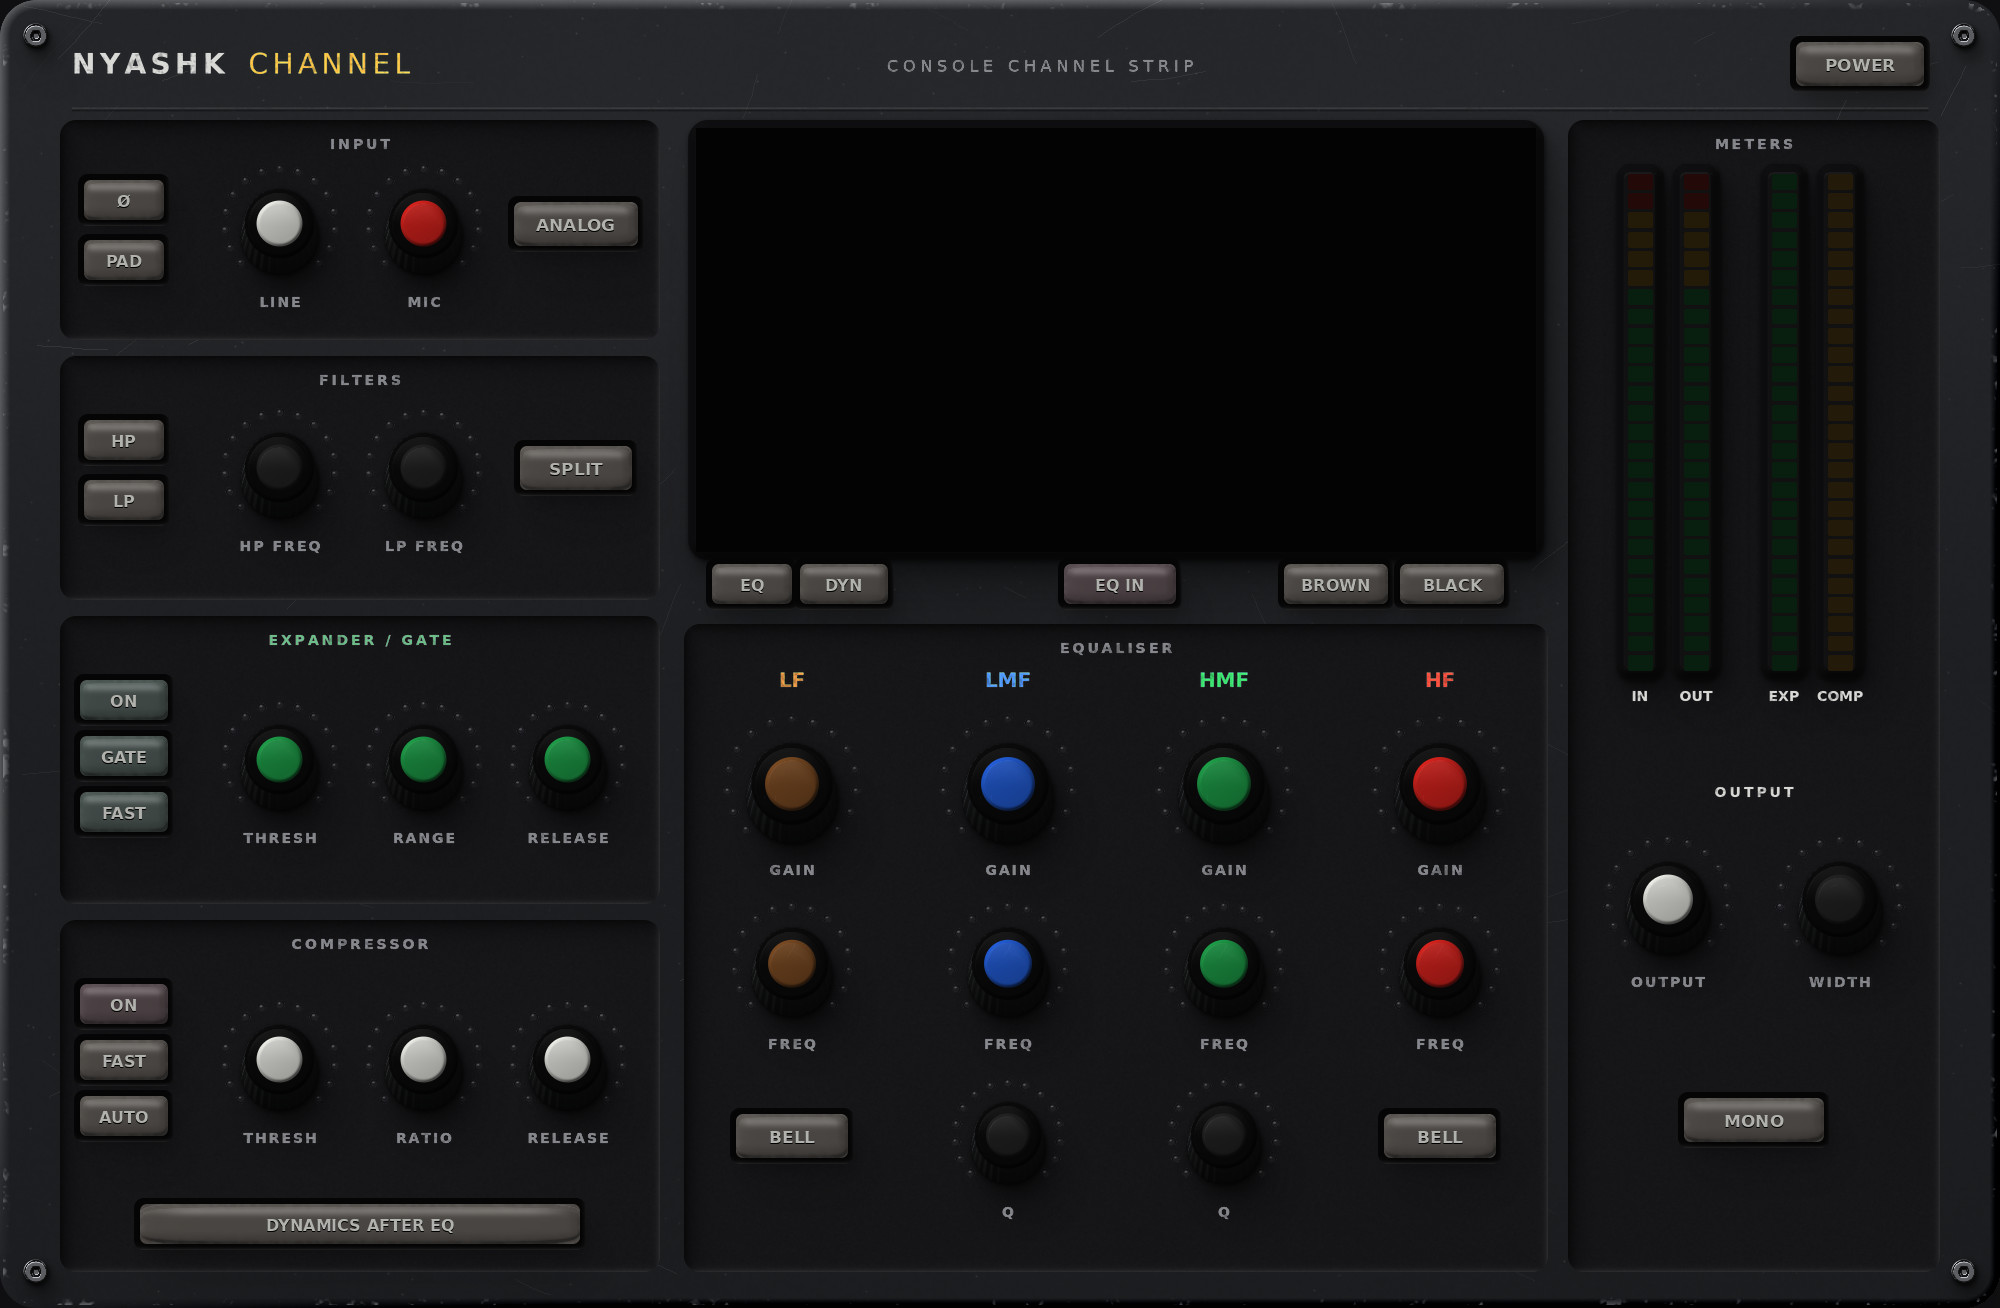 NYASHK CHANNEL
CONSOLE CHANNEL STRIP
POWER
INPUT
Ø
PAD
LINE
MIC
ANALOG
FILTERS
HP
LP
HP FREQ
LP FREQ
SPLIT
EXPANDER / GATE
ON
GATE
FAST
THRESH
RANGE
RELEASE
COMPRESSOR
ON
FAST
AUTO
THRESH
RATIO
RELEASE
DYNAMICS AFTER EQ
EQ
DYN
EQ IN
BROWN
BLACK
EQUALISER
LF
LMF
HMF
HF
GAIN
GAIN
GAIN
GAIN
FREQ
FREQ
FREQ
FREQ
BELL
Q
Q
BELL
METERS
IN
OUT
EXP
COMP
OUTPUT
OUTPUT
WIDTH
MONO